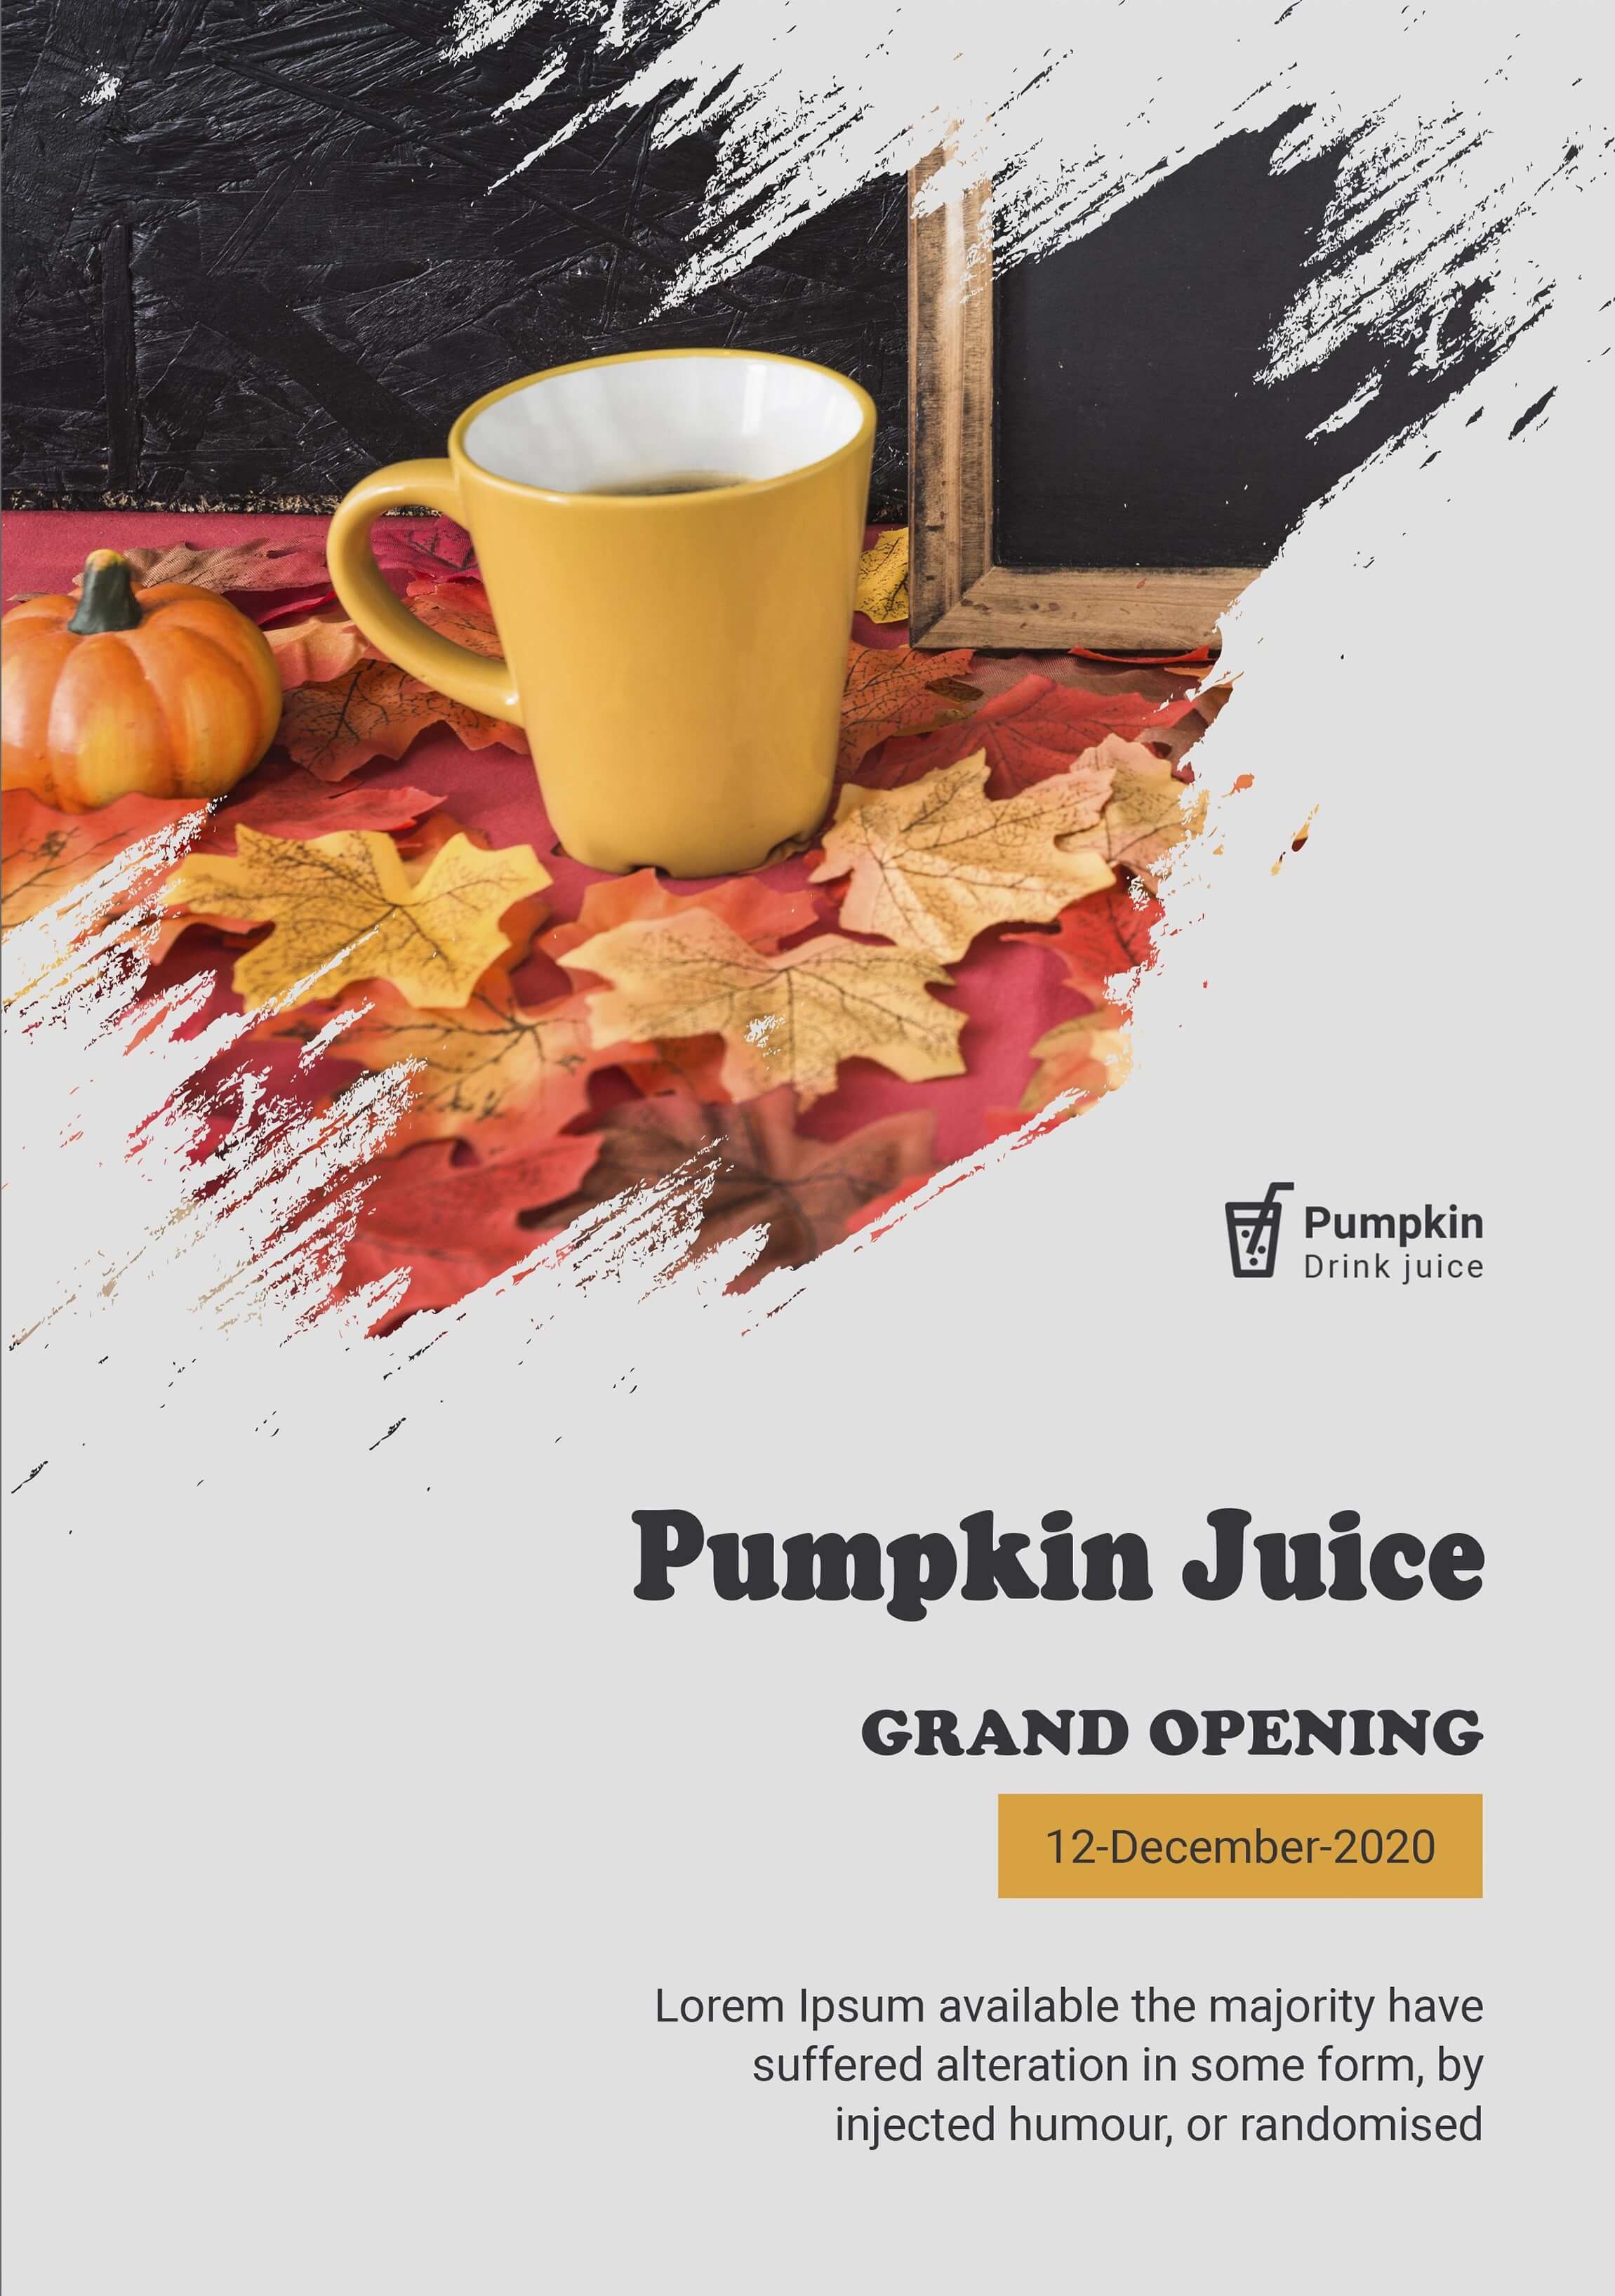 Pumpkin
Drink juice
Pumpkin Juice
GRAND OPENING
12-December-2020
Lorem Ipsum available the majority have
suffered alteration in some form, by
injected humour, or randomised